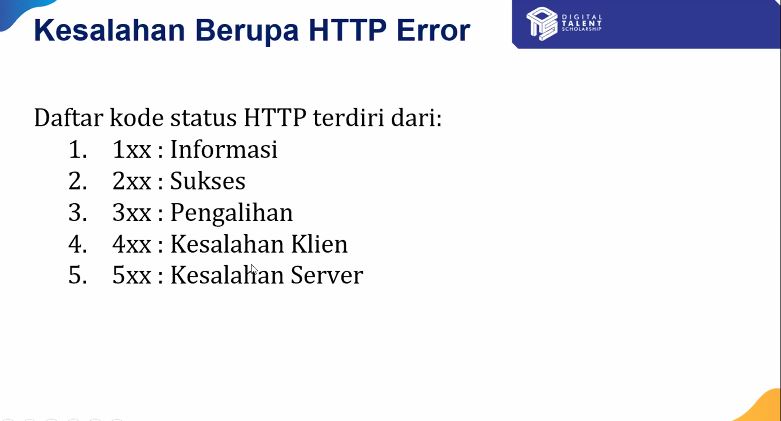 Kesalahan Berupa HTTP Error
DIGITAL
TALENT
SCHOLARSHIP
Daftar kode status HTTP terdiri dari:
1. 1xx : Informasi
2. 2xx : Sukses
3. 3xx : Pengalihan
4. 4xx : Kesalahan Klien
5. 5xx : Kesalahan Server